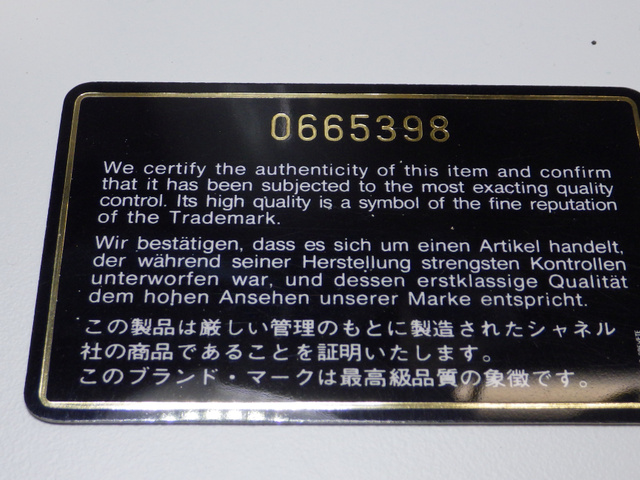 0665398
We certify the authenticity of this item and confirm
that it has been subjected to the most exacting quality
control. Its high quality is a symbol of the fine reputation
of the Trademark.
Wir bestätigen, dass es sich um einen Artikel handelt,
der während seiner Herstellung strengsten Kontrollen
unterworfen war, und dessen erstklassige Qualität
dem hohen Ansehen unserer Marke entspricht.
この製品は厳しい管理のもとに製造されたシャネル
社の商品であることを証明いたします。
このブランド・マークは最高級品質の象徴です。